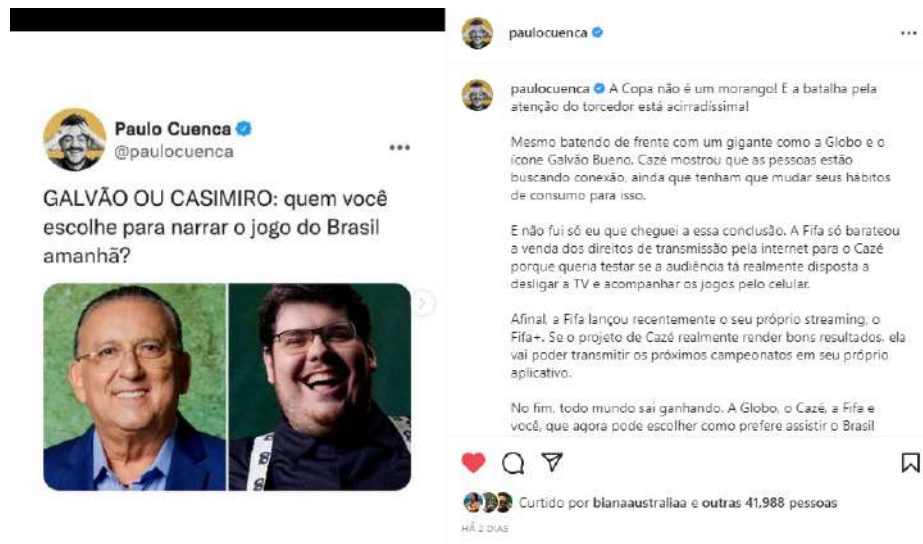 Paulo Cuenca
@paulocuenca
GALVÃO OU CASIMIRO: quem você
escolhe para narrar o jogo do Brasil
amanhã?
paulocuenca
paulocuenca A Copa não é um morango! E a batalha pela
atenção do torcedor está acirradíssima!
Mesmo batendo de frente com um gigante como a Globo e o
ícone Galvão Bueno, Cazé mostrou que as pessoas estão
buscando conexão, ainda que tenham que mudar seus hábitos
de consumo para isso.
E não fui só eu que cheguei a essa conclusão. A Fifa só barateou
a venda dos direitos de transmissão pela internet para o Cazé
porque queria testar se a audiência tá realmente disposta a
desligar a TV e acompanhar os jogos pelo celular.
Afinal, a Fifa lançou recentemente o seu próprio streaming, o
Fifa+. Se o projeto de Cazé realmente render bons resultados, ela
vai poder transmitir os próximos campeonatos em seu próprio
aplicativo.
No fim, todo mundo sai ganhando. A Globo, o Cazé, a Fifa e
você, que agora pode escolher como prefere assistir o Brasil
Curtido por bianaaustraliaa e outras 41,988 pessoas
HÁ 2 DIAS